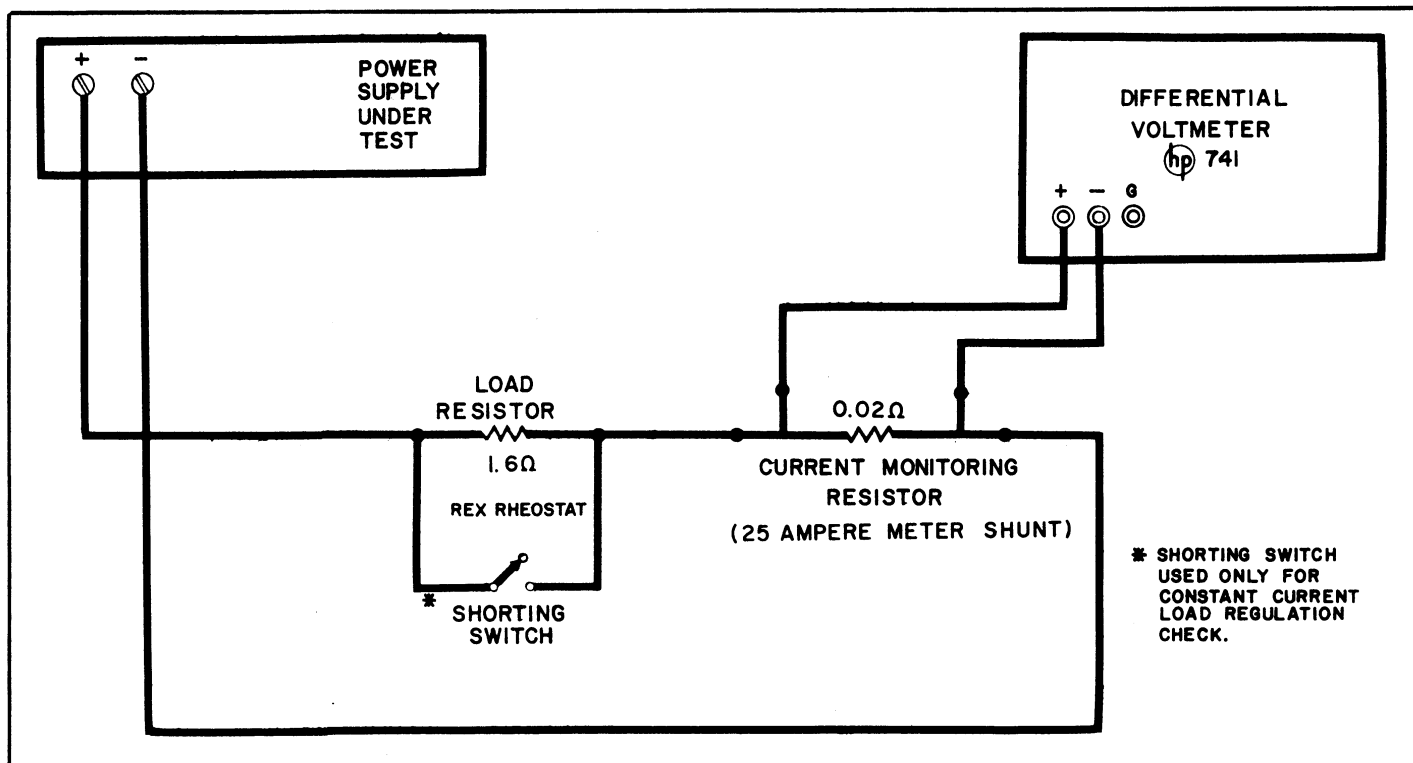 + -
POWER
SUPPLY
UNDER
TEST
DIFFERENTIAL
VOLTMETER
hp 741
+ - G
LOAD
RESISTOR
1.6Ω
REX RHEOSTAT
* SHORTING
SWITCH
0.02Ω
CURRENT MONITORING
RESISTOR
(25 AMPERE METER SHUNT)
* SHORTING SWITCH
USED ONLY FOR
CONSTANT CURRENT
LOAD REGULATION
CHECK.